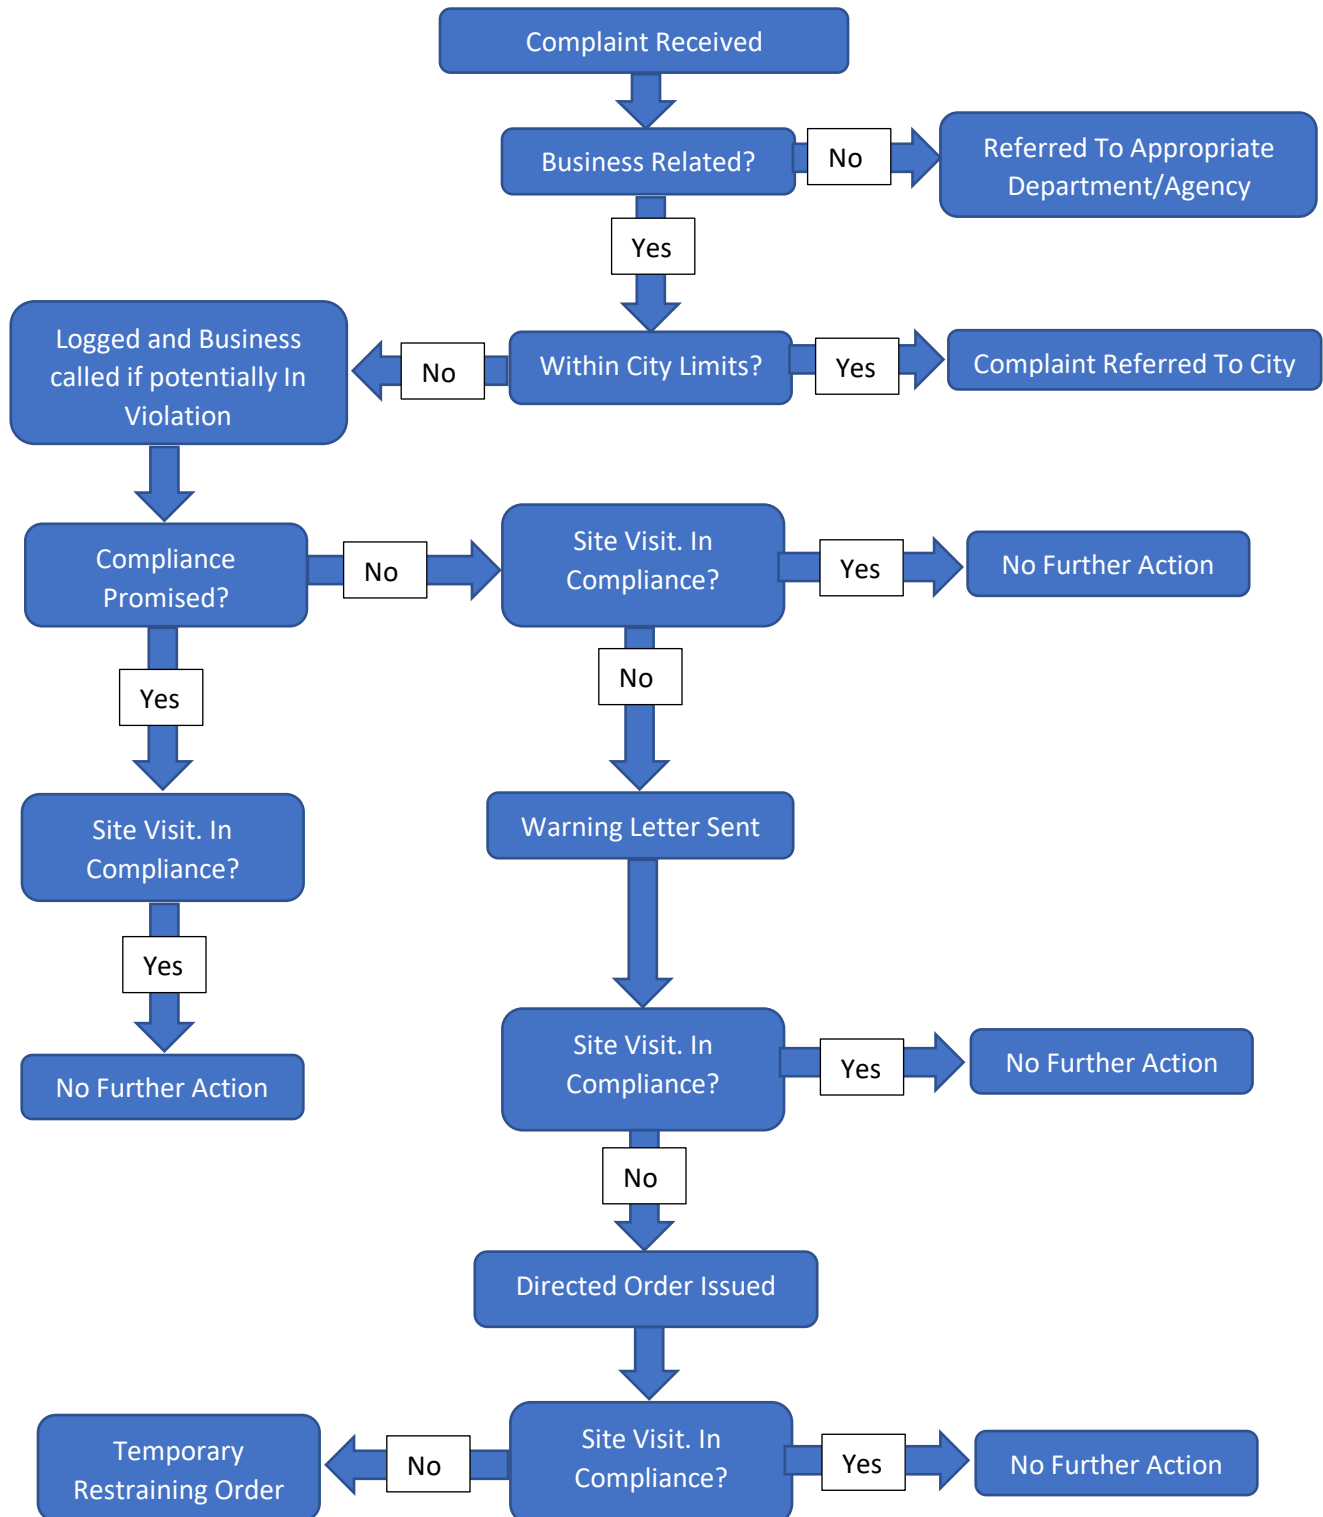 Complaint Received
Business Related?
No
Referred To Appropriate
Department/Agency
Yes
Logged and Business
called if potentially In
Violation
No
Within City Limits?
Yes
Complaint Referred To City
Compliance
Promised?
No
Site Visit. In
Compliance?
Yes
No Further Action
Yes
No
Site Visit. In
Compliance?
Warning Letter Sent
Yes
No Further Action
Site Visit. In
Compliance?
Yes
No Further Action
No
Directed Order Issued
Temporary
Restraining Order
No
Site Visit. In
Compliance?
Yes
No Further Action